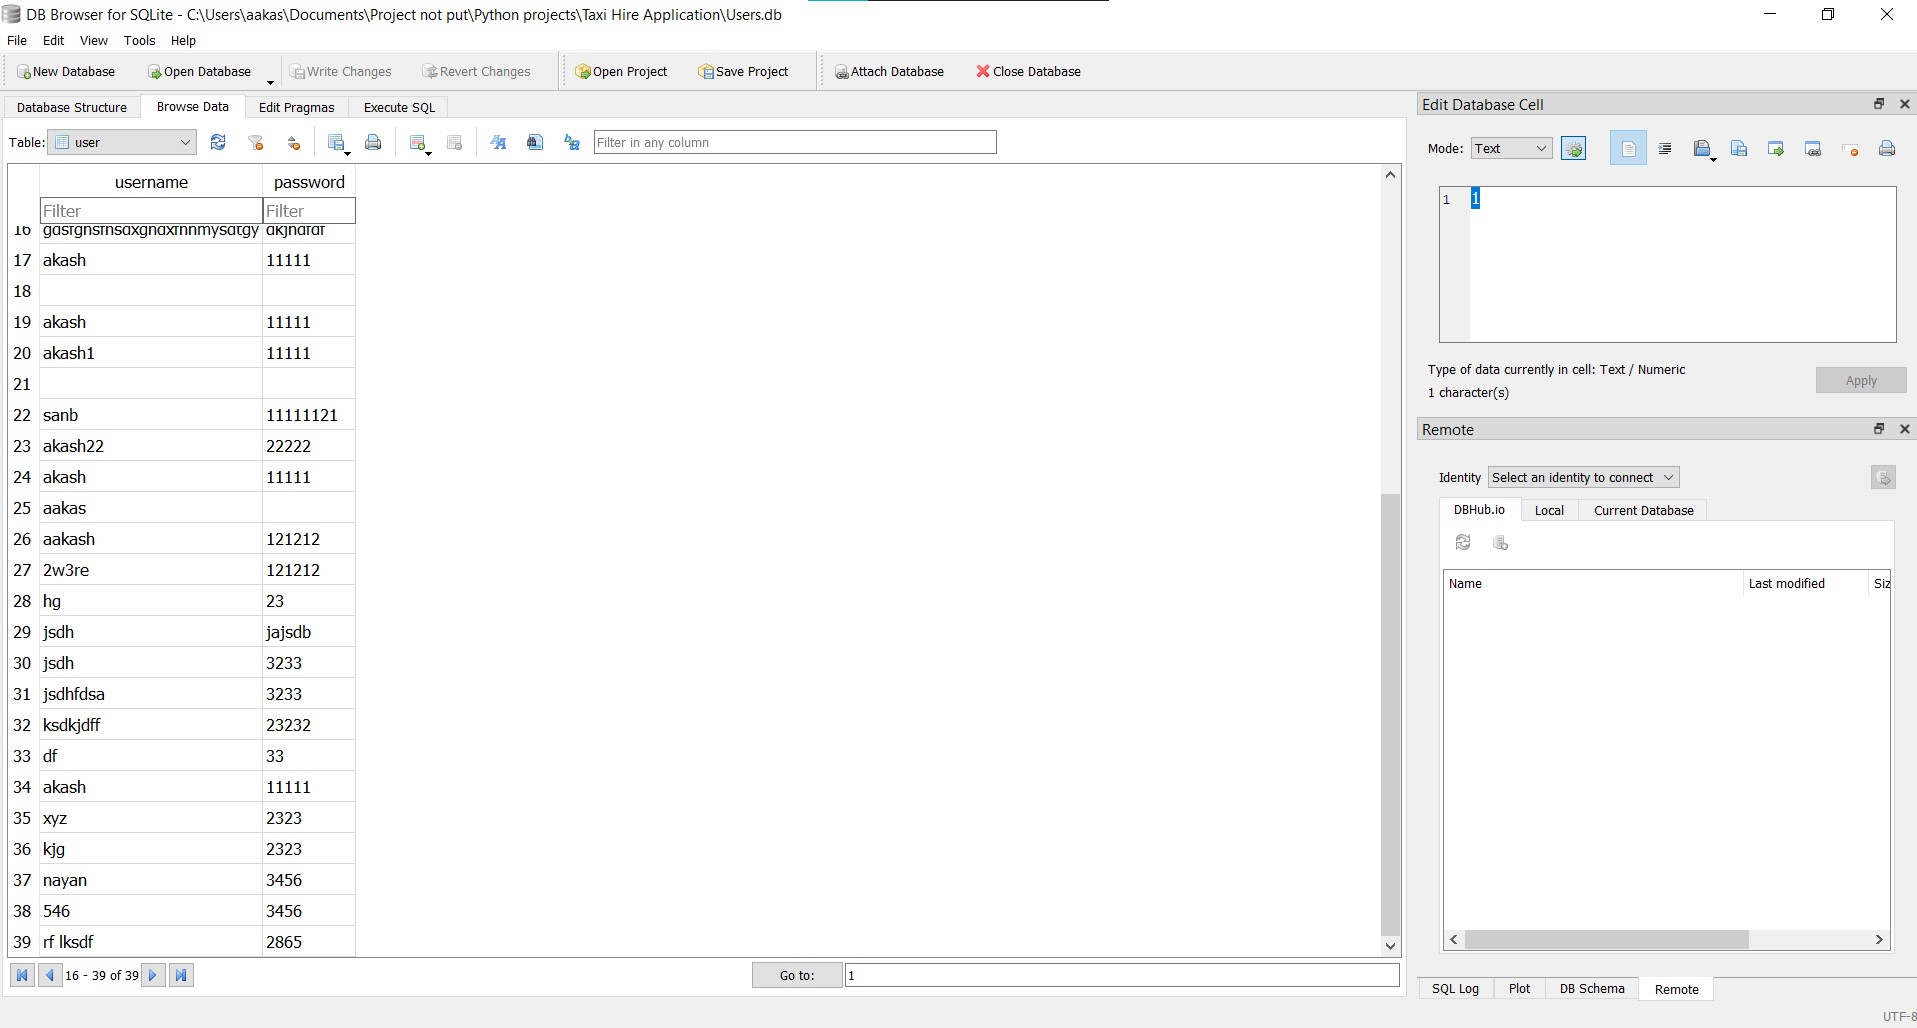 DB Browser for SQLite - C:\Users\aakas\Documents\Project not put\Python projects\Taxi Hire Application\Users.db
File Edit View Tools Help
New Database Open Database Write Changes Revert Changes Open Project Save Project Attach Database Close Database
Database Structure Browse Data Edit Pragmas Execute SQL
Table: user Filter in any column
username password
Filter Filter
16 dkjhdfdf
17 akash 11111
18
19 akash 11111
20 akash1 11111
21
22 sanb 11111121
23 akash22 22222
24 akash 11111
25 aakas
26 aakash 121212
27 2w3re 121212
28 hg 23
29 jsdh jajsdb
30 jsdh 3233
31 jsdhfdsa 3233
32 ksdkjdff 23232
33 df 33
34 akash 11111
35 xyz 2323
36 kjg 2323
37 nayan 3456
38 546 3456
39 rf lksdf 2865
16 - 39 of 39 Go to: 1
Edit Database Cell
Mode: Text
1 1
Type of data currently in cell: Text / Numeric
1 character(s)
Apply
Remote
Identity Select an identity to connect
DBHub.io Local Current Database
Name Last modified Siz
SQL Log Plot DB Schema Remote
UTF-8